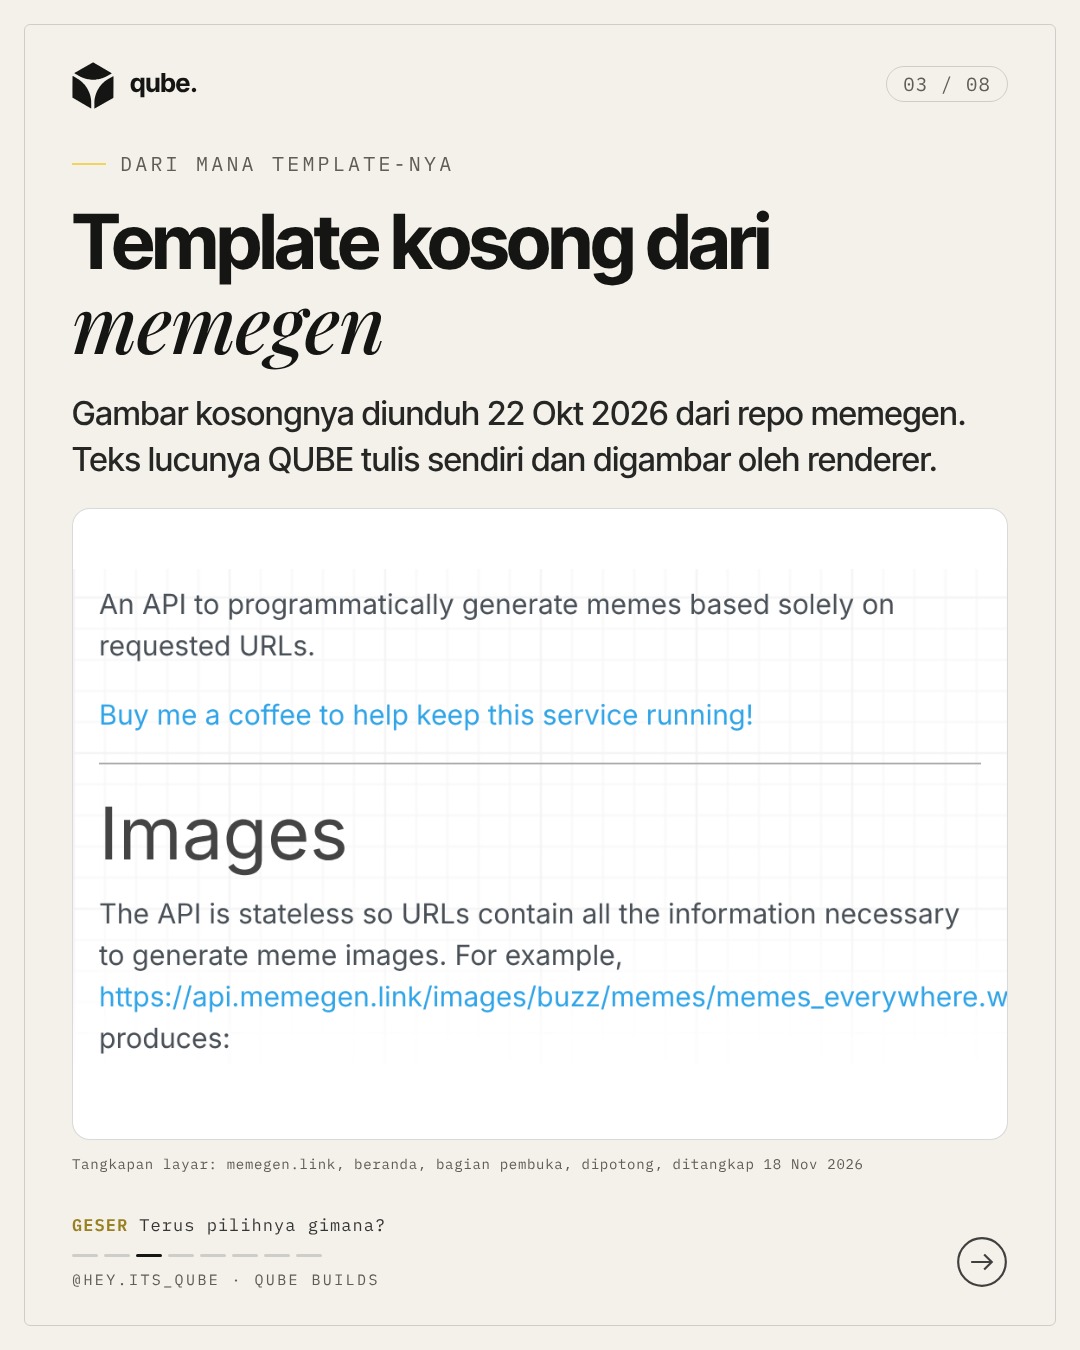 qube.
03 / 08
DARI MANA TEMPLATE-NYA
Template kosong dari
memegen
Gambar kosongnya diunduh 22 Okt 2026 dari repo memegen.
Teks lucunya QUBE tulis sendiri dan digambar oleh renderer.
An API to programmatically generate memes based solely on
requested URLs.
Buy me a coffee to help keep this service running!
Images
The API is stateless so URLs contain all the information necessary
to generate meme images. For example,
https://api.memegen.link/images/buzz/memes/memes_everywhere.w
produces:
Tangkapan layar: memegen.link, beranda, bagian pembuka, dipotong, ditangkap 18 Nov 2026
GESER Terus pilihnya gimana?
@HEY.ITS_QUBE · QUBE BUILDS